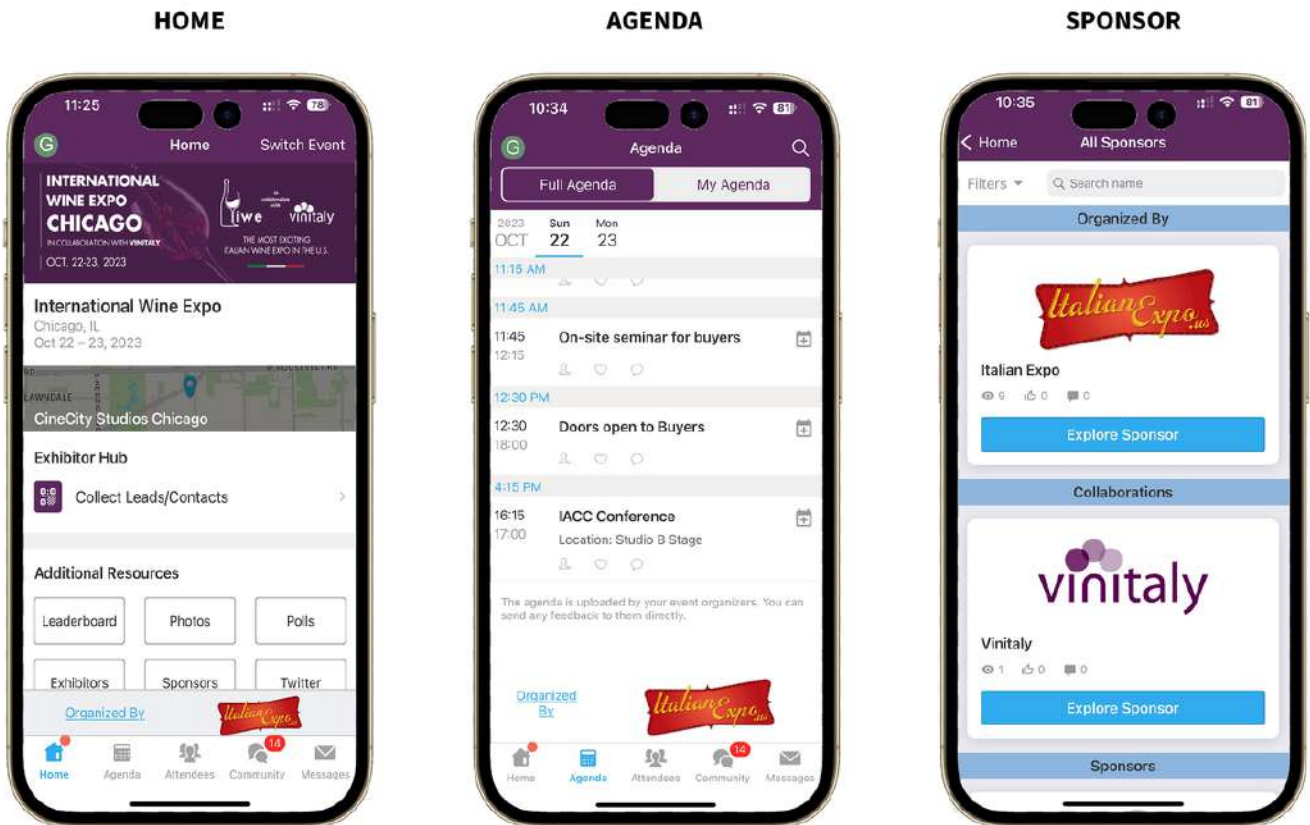 HOME
11:25
78
G
Home
Switch Event
INTERNATIONAL
WINE EXPO
CHICAGO
IN COLLABORATION WITH VINITALY
OCT. 22-23, 2023
iwe
in
collaboration
with
vinitaly
THE MOST EXCITING
ITALIAN WINE EXPO IN THE U.S.
International Wine Expo
Chicago, IL
Oct 22 – 23, 2023
LAWNDALE
W ROOSEVELT RD
CineCity Studios Chicago
Exhibitor Hub
Collect Leads/Contacts
Additional Resources
Leaderboard
Photos
Polls
Exhibitors
Sponsors
Twitter
Organized By
Italian Expo.us
14
Home
Agenda
Attendees
Community
Messages
AGENDA
10:34
81
G
Agenda
Full Agenda
My Agenda
2023
OCT
Sun
22
Mon
23
11:15 AM
11:45 AM
11:45
12:15
On-site seminar for buyers
12:30 PM
12:30
18:00
Doors open to Buyers
4:15 PM
16:15
17:00
IACC Conference
Location: Studio B Stage
The agenda is uploaded by your event organizers. You can
send any feedback to them directly.
Organized
By
Italian Expo.us
14
Home
Agenda
Attendees
Community
Messages
SPONSOR
10:35
81
Home
All Sponsors
Filters
Search name
Organized By
Italian Expo.us
Italian Expo
9
0
0
Explore Sponsor
Collaborations
vinitaly
Vinitaly
1
0
0
Explore Sponsor
Sponsors